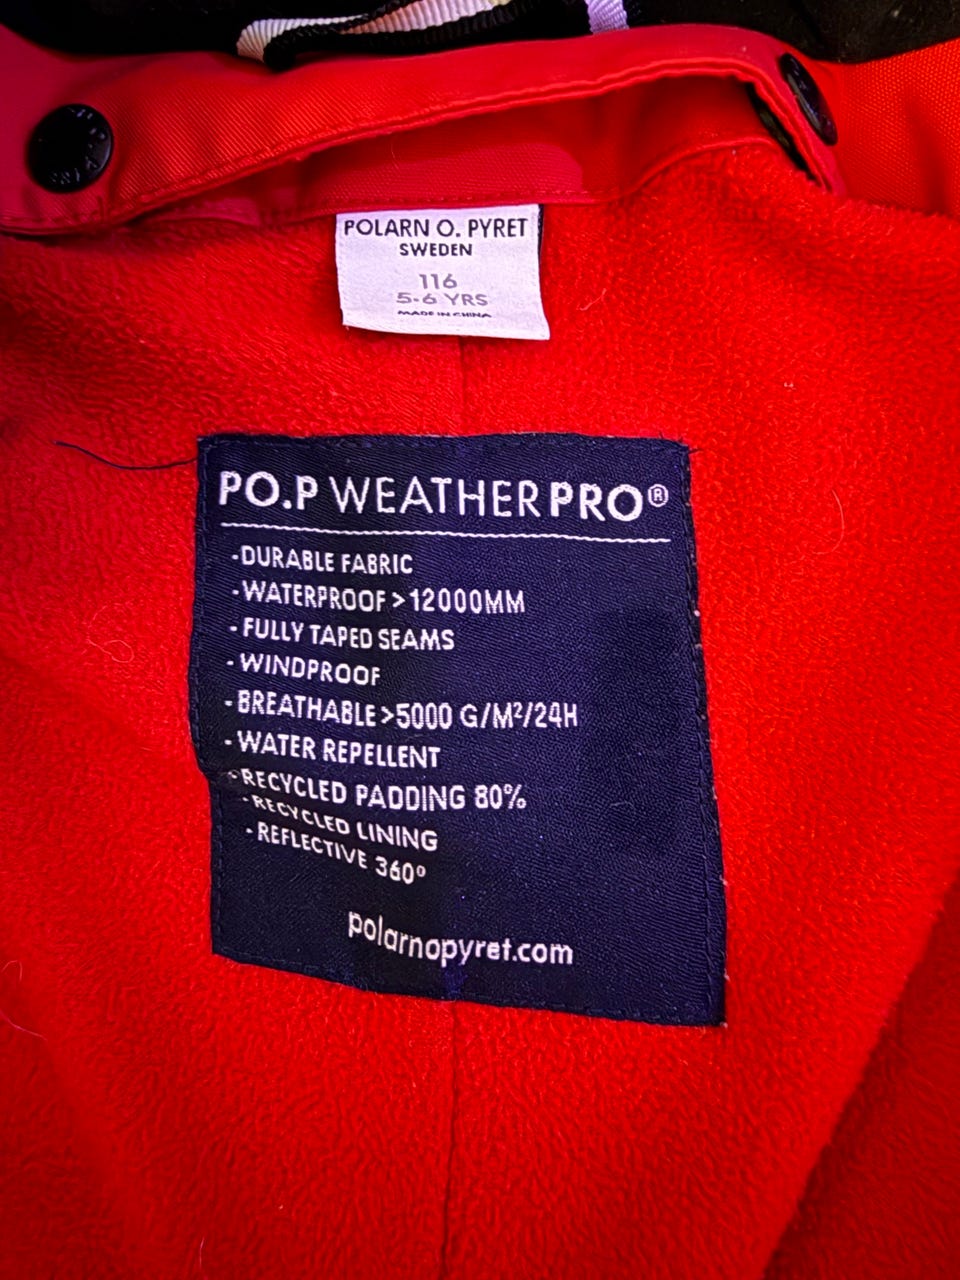 POLARN O. PYRET
SWEDEN
116
5-6 YRS
MADE IN CHINA
PO.P WEATHERPRO®
-DURABLE FABRIC
-WATERPROOF >12000MM
-FULLY TAPED SEAMS
-WINDPROOF
-BREATHABLE >5000 G/M²/24H
-WATER REPELLENT
-RECYCLED PADDING 80%
-RECYCLED LINING
-REFLECTIVE 360°
polarnopyret.com